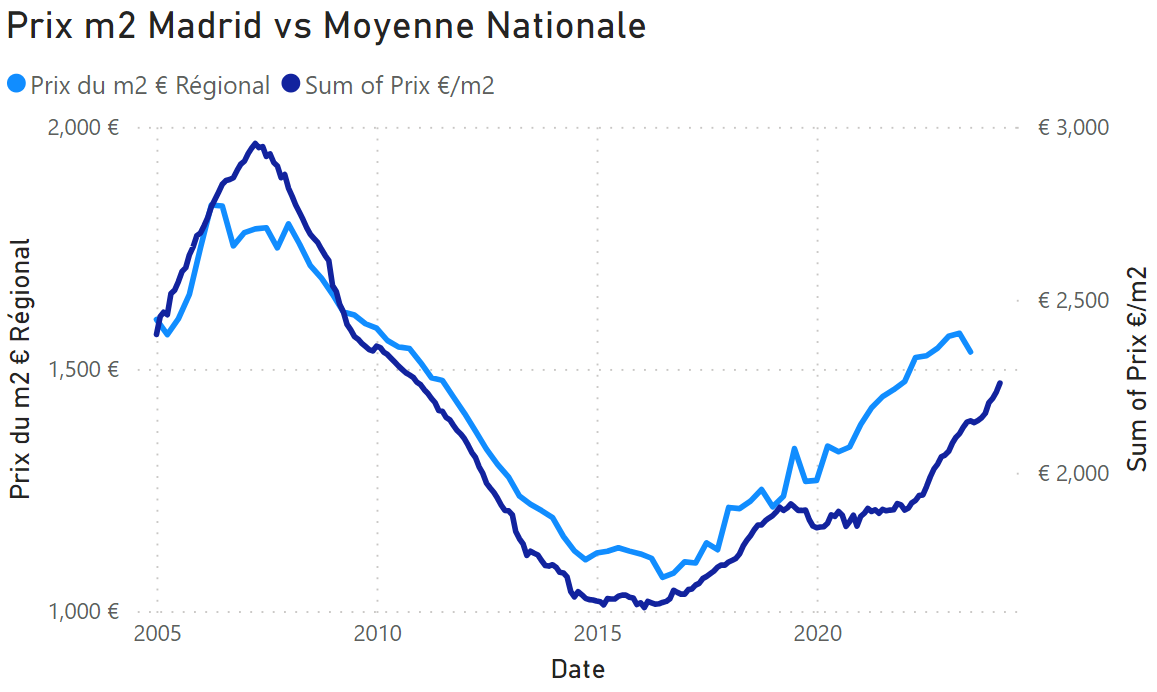 Prix m2 Madrid vs Moyenne Nationale
Prix du m2 € Régional Sum of Prix €/m2
2,000 €
1,500 €
1,000 €
Prix du m2 € Régional
€ 3,000
€ 2,500
€ 2,000
Sum of Prix €/m2
2005 2010 2015 2020
Date